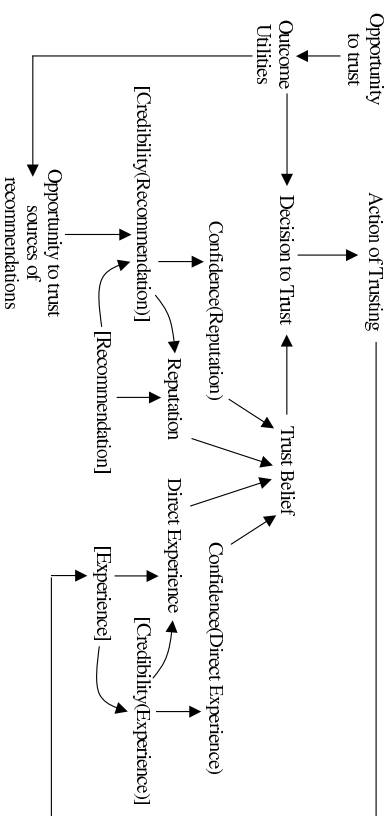 Opportunity
to trust
Action of Trusting
Outcome
Utilities
Decision to Trust
Trust Belief
Confidence(Reputation)
Confidence(Direct Experience)
Reputation
Direct Experience
[Credibility(Recommendation)]
[Credibility(Experience)]
[Recommendation]
[Experience]
Opportunity to trust
sources of
recommendations